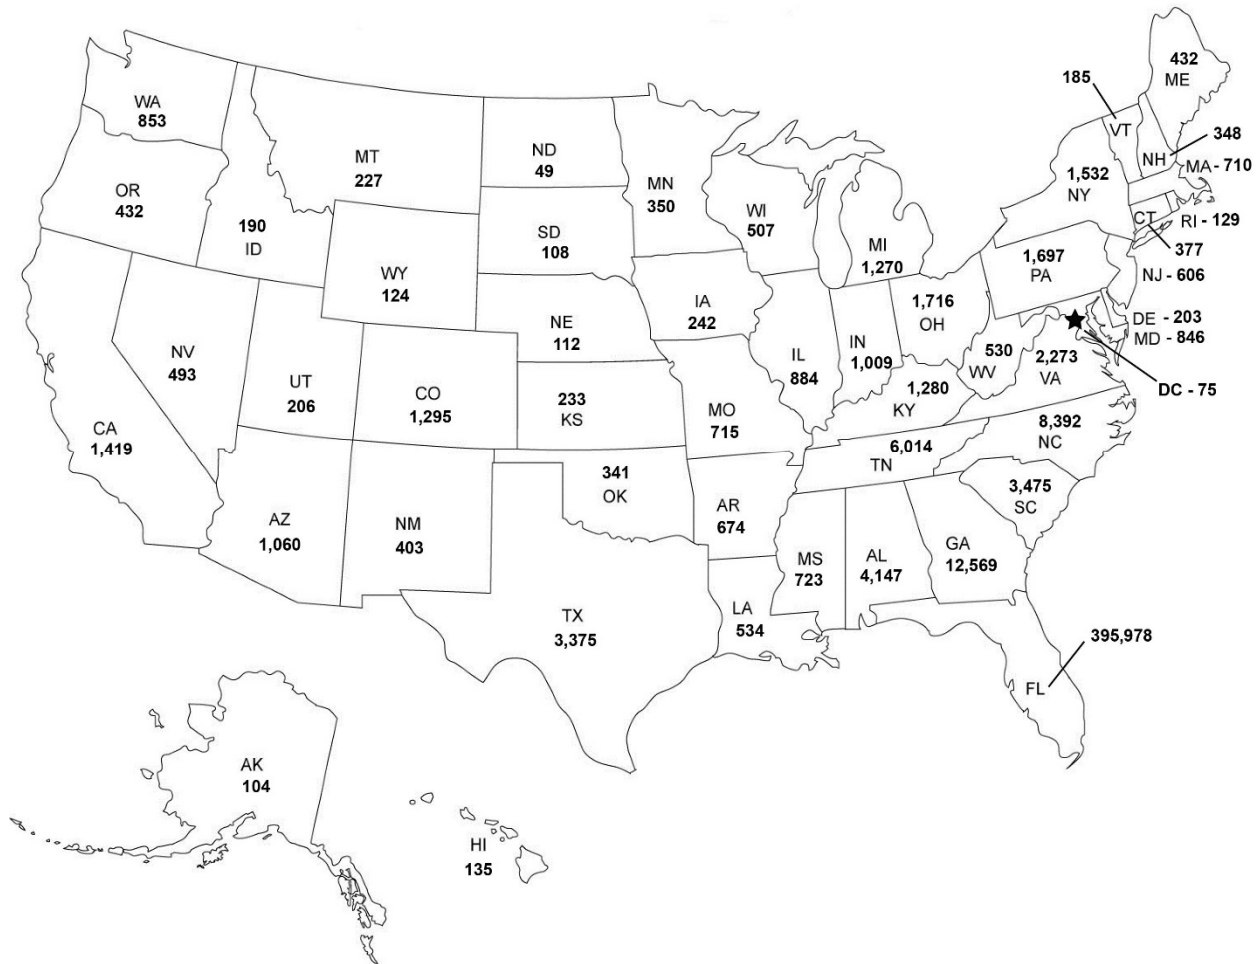 432
ME
185
VT
348
NH
MA - 710
WA
853
MT
227
ND
49
MN
350
1,532
NY
OR
432
190
ID
WI
507
CT
RI - 129
377
SD
108
MI
1,270
1,697
PA
NJ - 606
WY
124
IA
242
1,716
OH
DE - 203
MD - 846
NE
112
NV
493
IL
884
IN
1,009
530
WV
2,273
VA
DC - 75
UT
206
CO
1,295
233
KS
MO
715
1,280
KY
CA
1,419
8,392
NC
6,014
TN
341
OK
3,475
SC
AZ
1,060
NM
403
AR
674
MS
723
AL
4,147
GA
12,569
TX
3,375
LA
534
395,978
FL
AK
104
HI
135